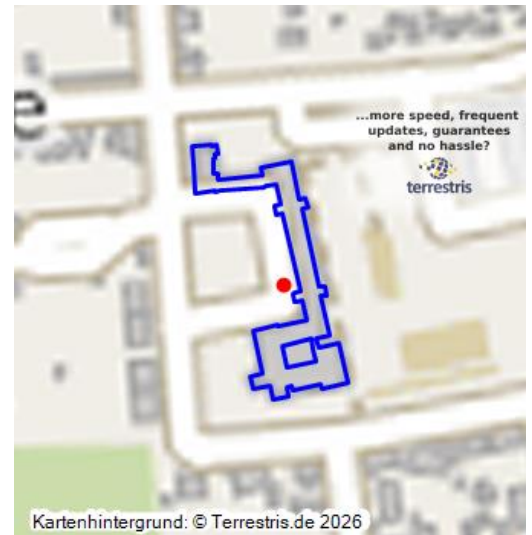 ...more speed, frequent
updates, guarantees
and no hassle?
terrestris
Kartenhintergrund: © Terrestris.de 2026